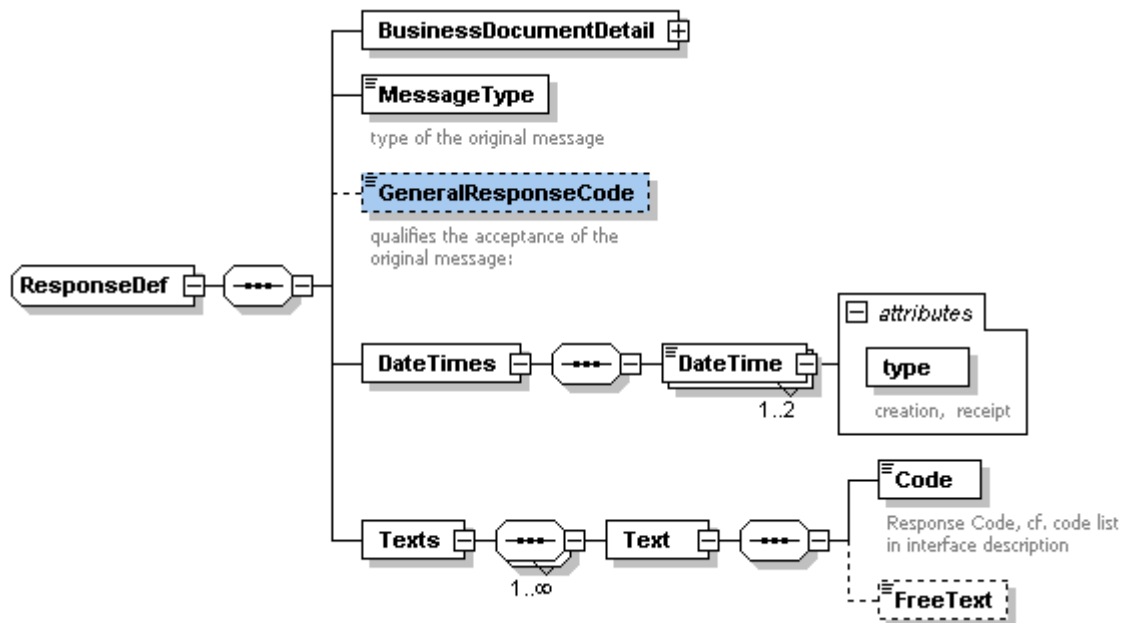 BusinessDocumentDetail
MessageType
type of the original message
GeneralResponseCode
qualifies the acceptance of the
original message:
ResponseDef
attributes
DateTimes
DateTime
type
1..2
creation, receipt
Code
Response Code, cf. code list
in interface description
Texts
Text
1..∞
FreeText